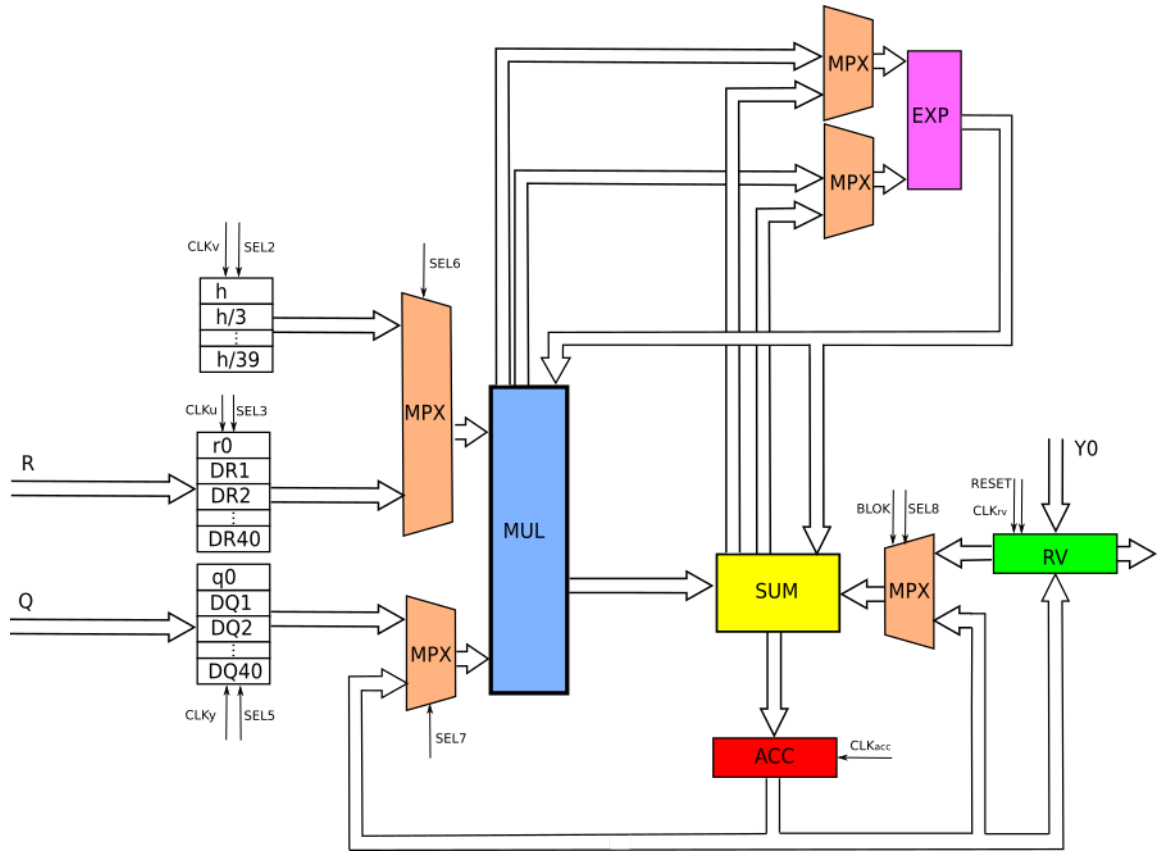 MPX
EXP
MPX
CLKv SEL2
SEL6
h
h/3
⋮
h/39
CLKu SEL3
MPX
r0
R
DR1
DR2
⋮
DR40
Y0
RESET
CLKrv
BLOK SEL8
MUL
RV
q0
Q
DQ1
DQ2
⋮
DQ40
SUM
MPX
MPX
CLKy SEL5
SEL7
CLKacc
ACC